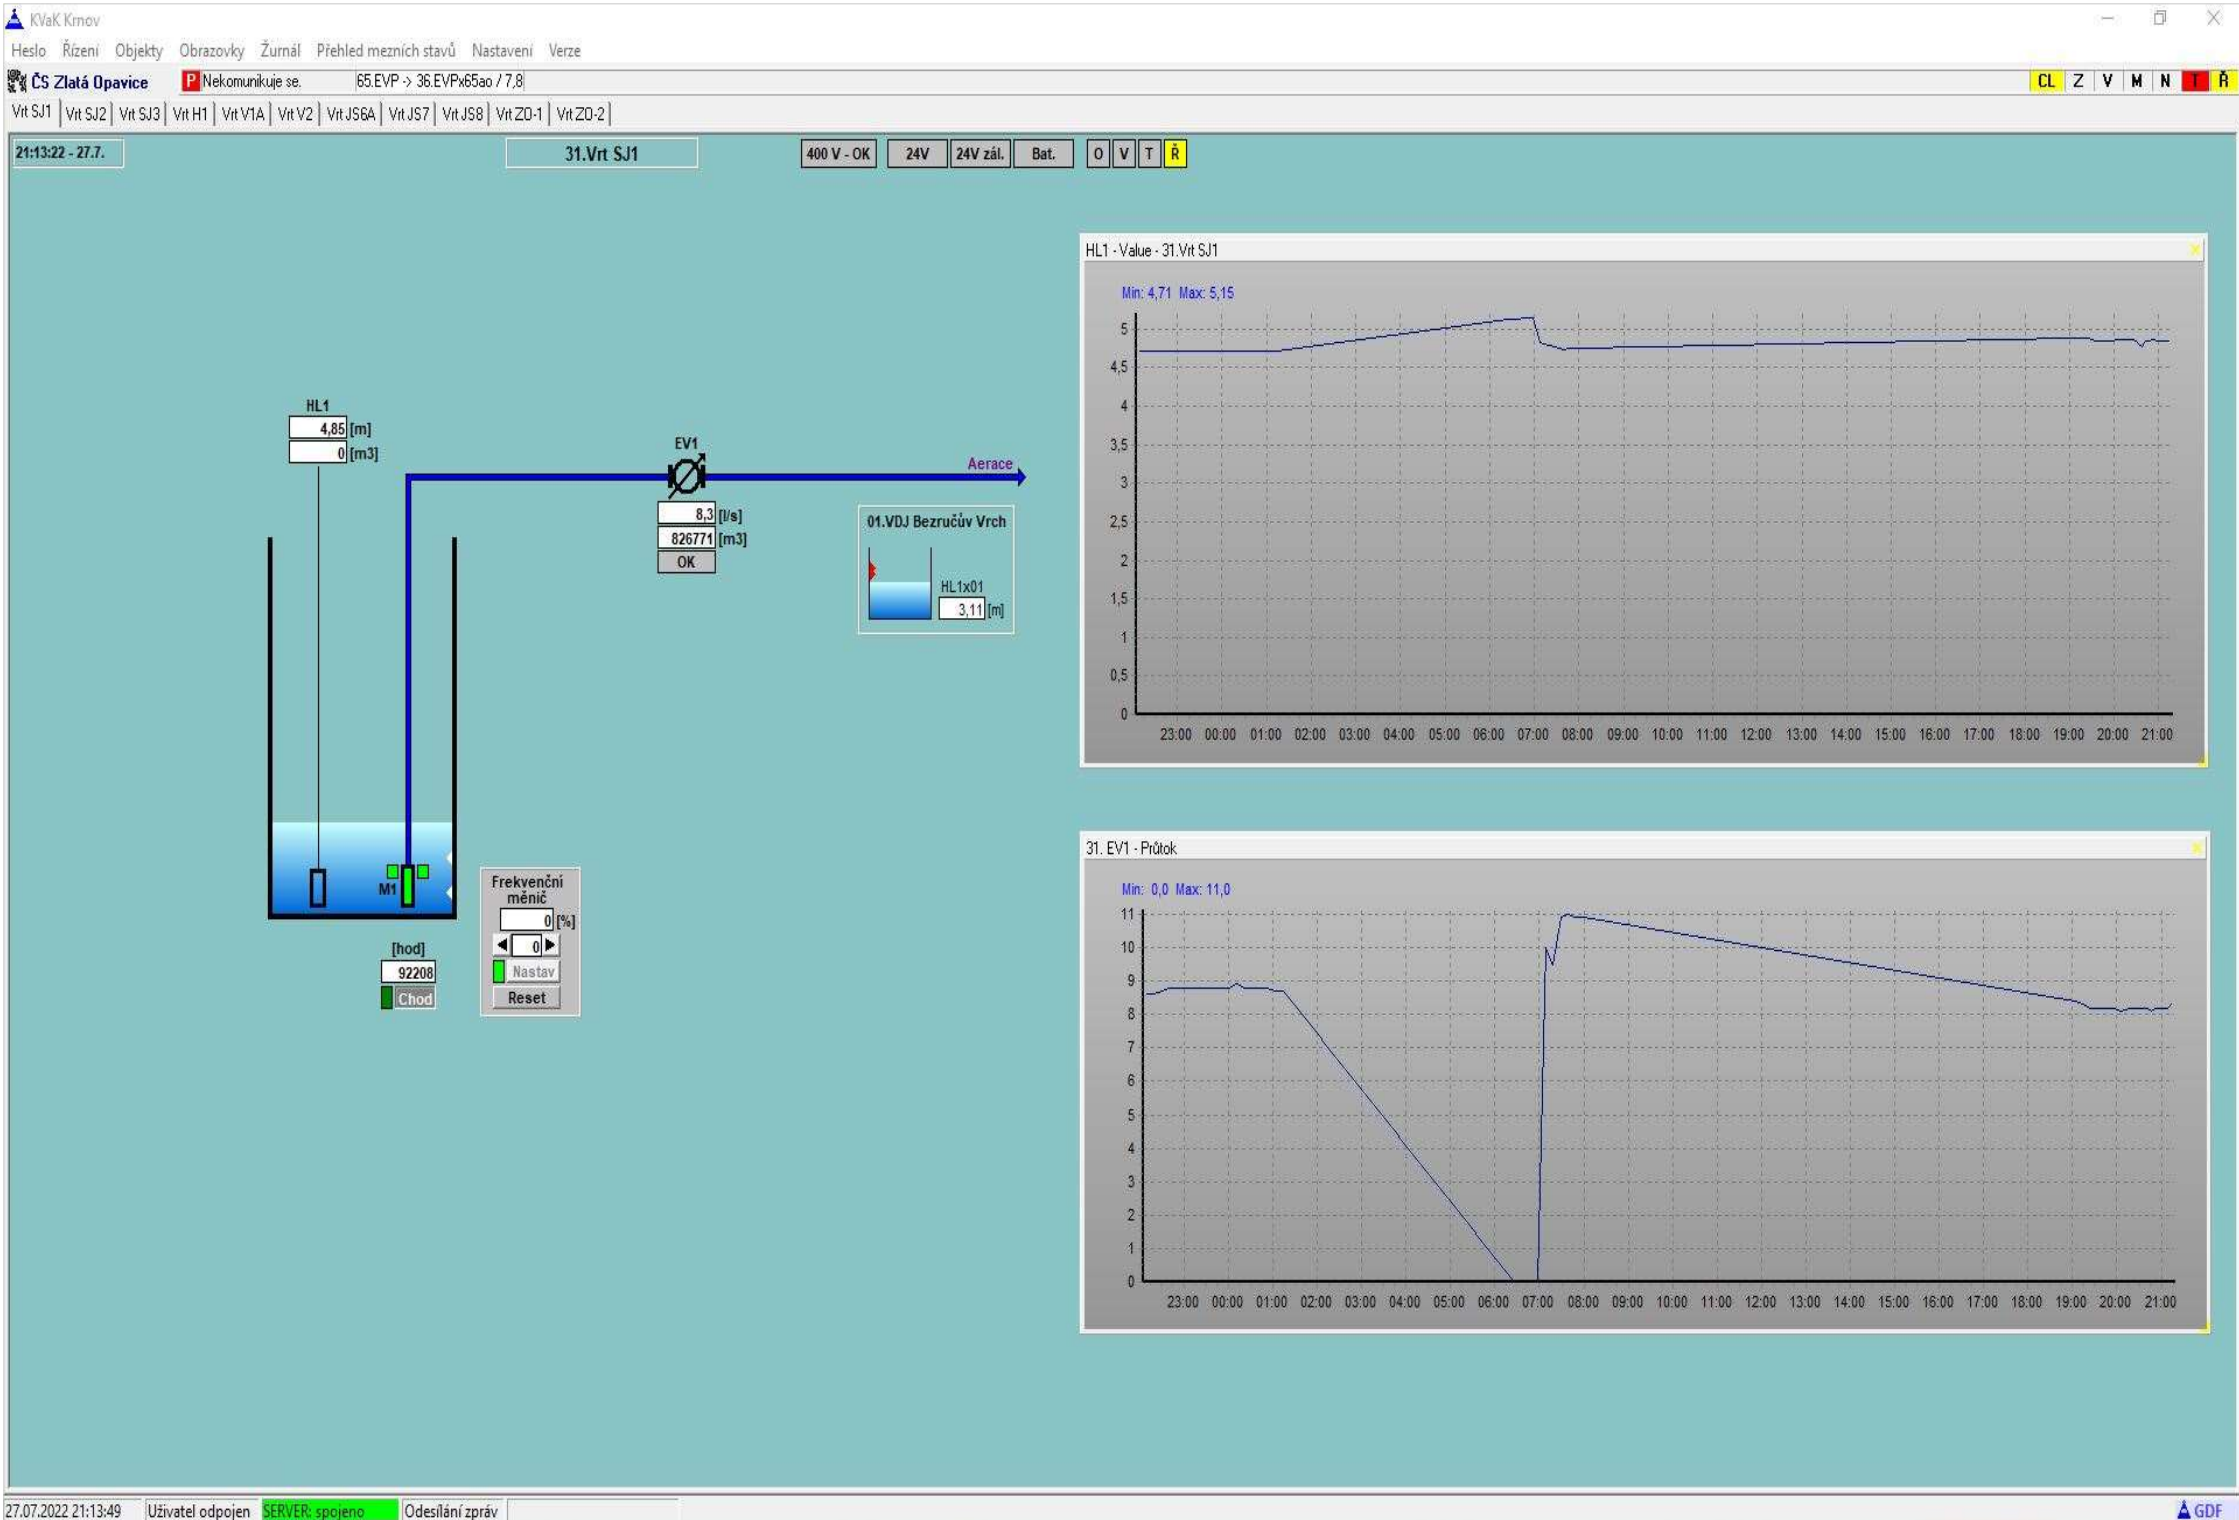 KVaK Krnov
Heslo Řízení Objekty Obrazovky Žurnál Přehled mezních stavů Nastavení Verze
ČS Zlatá Opavice P Nekomunikuje se. 65.EVP -> 36.EVPx65ao / 7,8 CL Z V M N T Ř
Vrt SJ1 Vrt SJ2 Vrt SJ3 Vrt H1 Vrt V1A Vrt V2 Vrt JS6A Vrt JS7 Vrt JS8 Vrt ZO-1 Vrt ZO-2
21:13:22 - 27.7. 31.Vrt SJ1 400 V - OK 24V 24V zál. Bat. O V T Ř
HL1
4,85 [m]
0 [m3]
EV1
8,3 [l/s]
826771 [m3]
OK
Aerace
01.VDJ Bezručův Vrch
HL1x01
3,11 [m]
M1
[hod]
92208
Chod
Frekvenční
měnič
0 [%]
0
Nastav
Reset
HL1 - Value - 31.Vrt SJ1
Min: 4,71 Max: 5,15
5
4,5
4
3,5
3
2,5
2
1,5
1
0,5
0
23:00 00:00 01:00 02:00 03:00 04:00 05:00 06:00 07:00 08:00 09:00 10:00 11:00 12:00 13:00 14:00 15:00 16:00 17:00 18:00 19:00 20:00 21:00
31. EV1 - Průtok
Min: 0,0 Max: 11,0
11
10
9
8
7
6
5
4
3
2
1
0
23:00 00:00 01:00 02:00 03:00 04:00 05:00 06:00 07:00 08:00 09:00 10:00 11:00 12:00 13:00 14:00 15:00 16:00 17:00 18:00 19:00 20:00 21:00
27.07.2022 21:13:49 Uživatel odpojen SERVER: spojeno Odesílání zpráv GDF